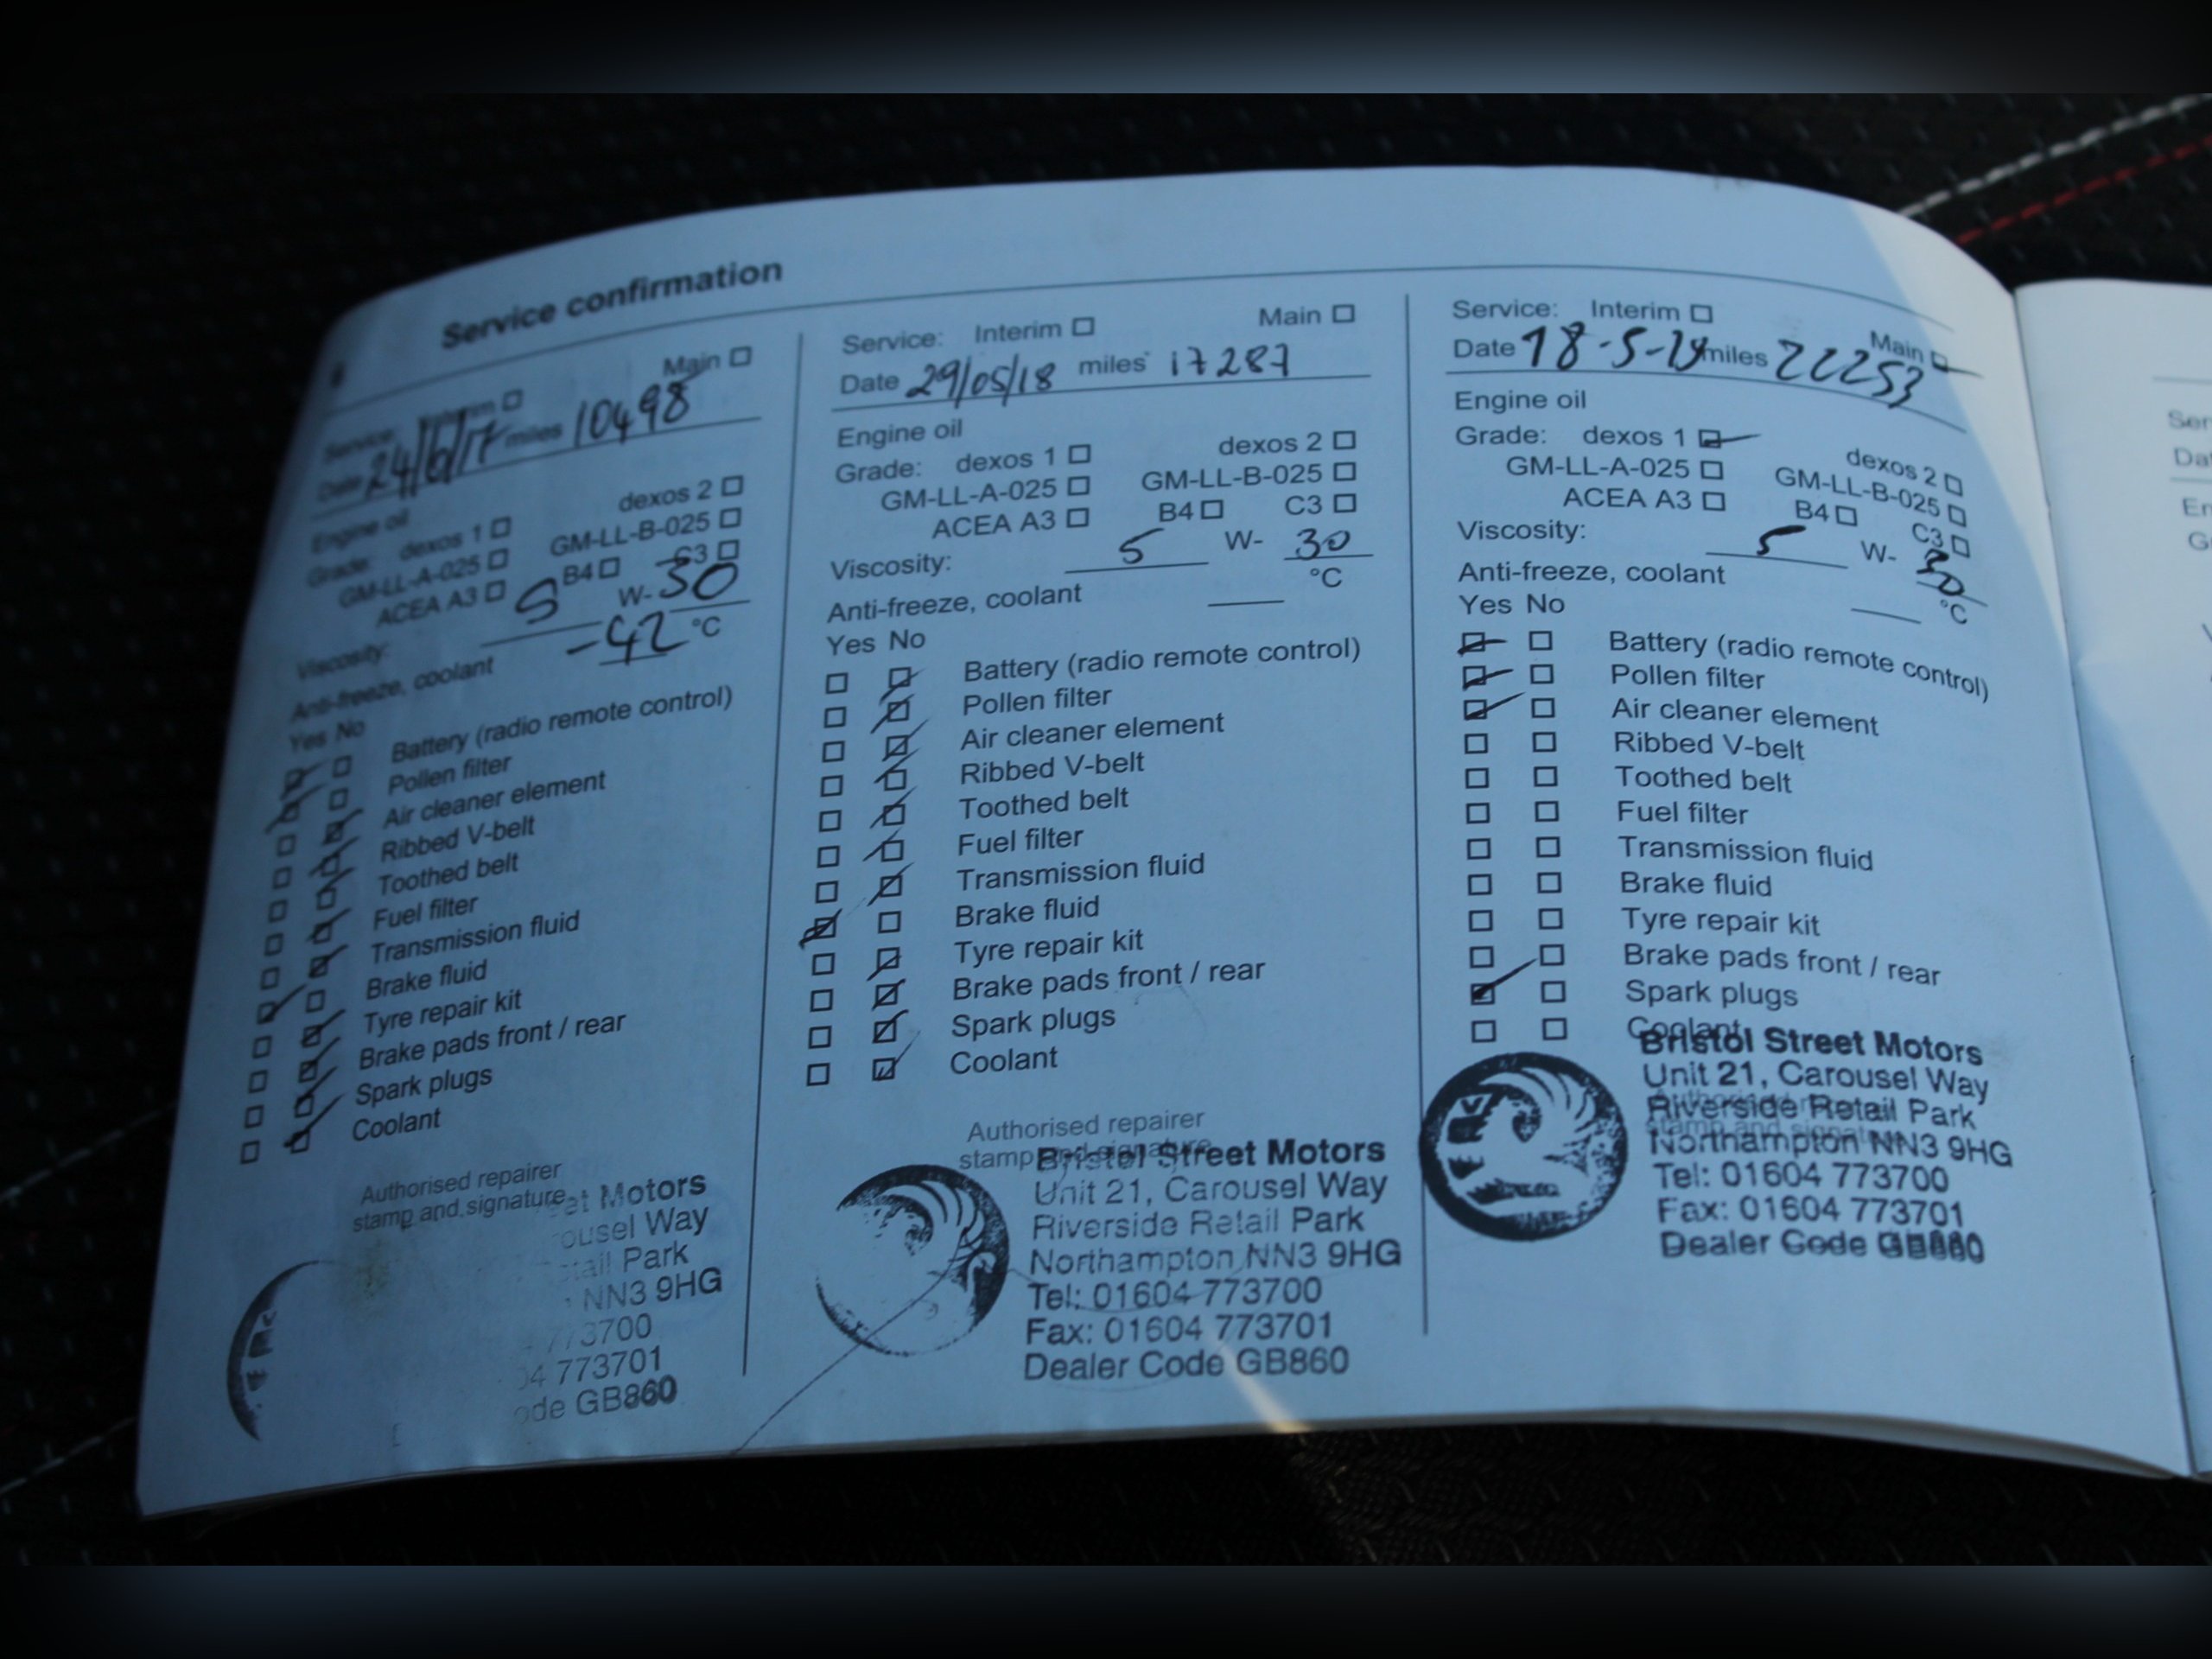 Service confirmation
Service: Interim Main
Date 24/6/17 miles 10498
Engine oil
Grade: dexos 1 dexos 2
GM-LL-A-025 GM-LL-B-025
ACEA A3 B4 C3
Viscosity: 5 W- 30
Anti-freeze, coolant -42 °C
Yes No
Battery (radio remote control)
Pollen filter
Air cleaner element
Ribbed V-belt
Toothed belt
Fuel filter
Transmission fluid
Brake fluid
Tyre repair kit
Brake pads front / rear
Spark plugs
Coolant
Authorised repairer
stamp and signature
Motors
Way
Park
NN3 9HG
773701
GB860
Service: Interim Main
Date 29/05/18 miles 17287
Engine oil
Grade: dexos 1 dexos 2
GM-LL-A-025 GM-LL-B-025
ACEA A3 B4 C3
Viscosity: 5 W- 30
Anti-freeze, coolant °C
Yes No
Battery (radio remote control)
Pollen filter
Air cleaner element
Ribbed V-belt
Toothed belt
Fuel filter
Transmission fluid
Brake fluid
Tyre repair kit
Brake pads front / rear
Spark plugs
Coolant
Authorised repairer
stamp and signature
Bristol Street Motors
Unit 21, Carousel Way
Riverside Retail Park
Northampton NN3 9HG
Tel: 01604 773700
Fax: 01604 773701
Dealer Code GB860
Service: Interim Main
Date 18-5-19 miles 22253
Engine oil
Grade: dexos 1 dexos 2
GM-LL-A-025 GM-LL-B-025
ACEA A3 B4 C3
Viscosity: 5 W- 30
Anti-freeze, coolant °C
Yes No
Battery (radio remote control)
Pollen filter
Air cleaner element
Ribbed V-belt
Toothed belt
Fuel filter
Transmission fluid
Brake fluid
Tyre repair kit
Brake pads front / rear
Spark plugs
Coolant
Authorised repairer
stamp and signature
Bristol Street Motors
Unit 21, Carousel Way
Riverside Retail Park
Northampton NN3 9HG
Tel: 01604 773700
Fax: 01604 773701
Dealer Code GB860